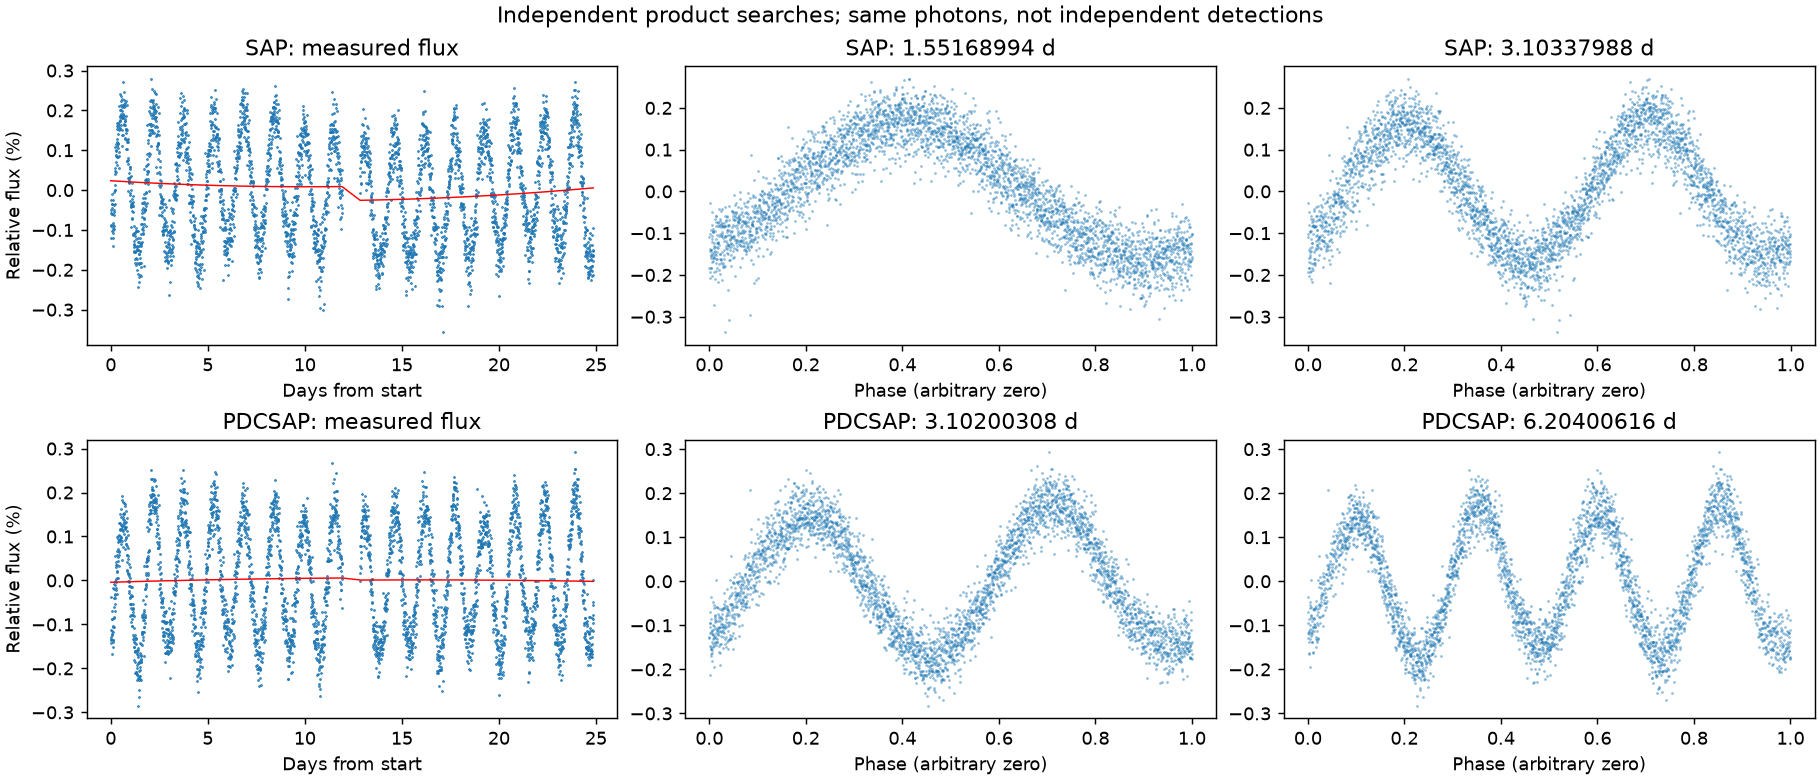 Independent product searches; same photons, not independent detections
SAP: measured flux
SAP: 1.55168994 d
SAP: 3.10337988 d
Relative flux (%)
0.3
0.2
0.1
0.0
−0.1
−0.2
−0.3
0 5 10 15 20 25
Days from start
0.2
0.1
0.0
−0.1
−0.2
−0.3
0.0 0.2 0.4 0.6 0.8 1.0
Phase (arbitrary zero)
0.2
0.1
0.0
−0.1
−0.2
−0.3
0.0 0.2 0.4 0.6 0.8 1.0
Phase (arbitrary zero)
PDCSAP: measured flux
PDCSAP: 3.10200308 d
PDCSAP: 6.20400616 d
Relative flux (%)
0.3
0.2
0.1
0.0
−0.1
−0.2
−0.3
0 5 10 15 20 25
Days from start
0.3
0.2
0.1
0.0
−0.1
−0.2
−0.3
0.0 0.2 0.4 0.6 0.8 1.0
Phase (arbitrary zero)
0.3
0.2
0.1
0.0
−0.1
−0.2
−0.3
0.0 0.2 0.4 0.6 0.8 1.0
Phase (arbitrary zero)